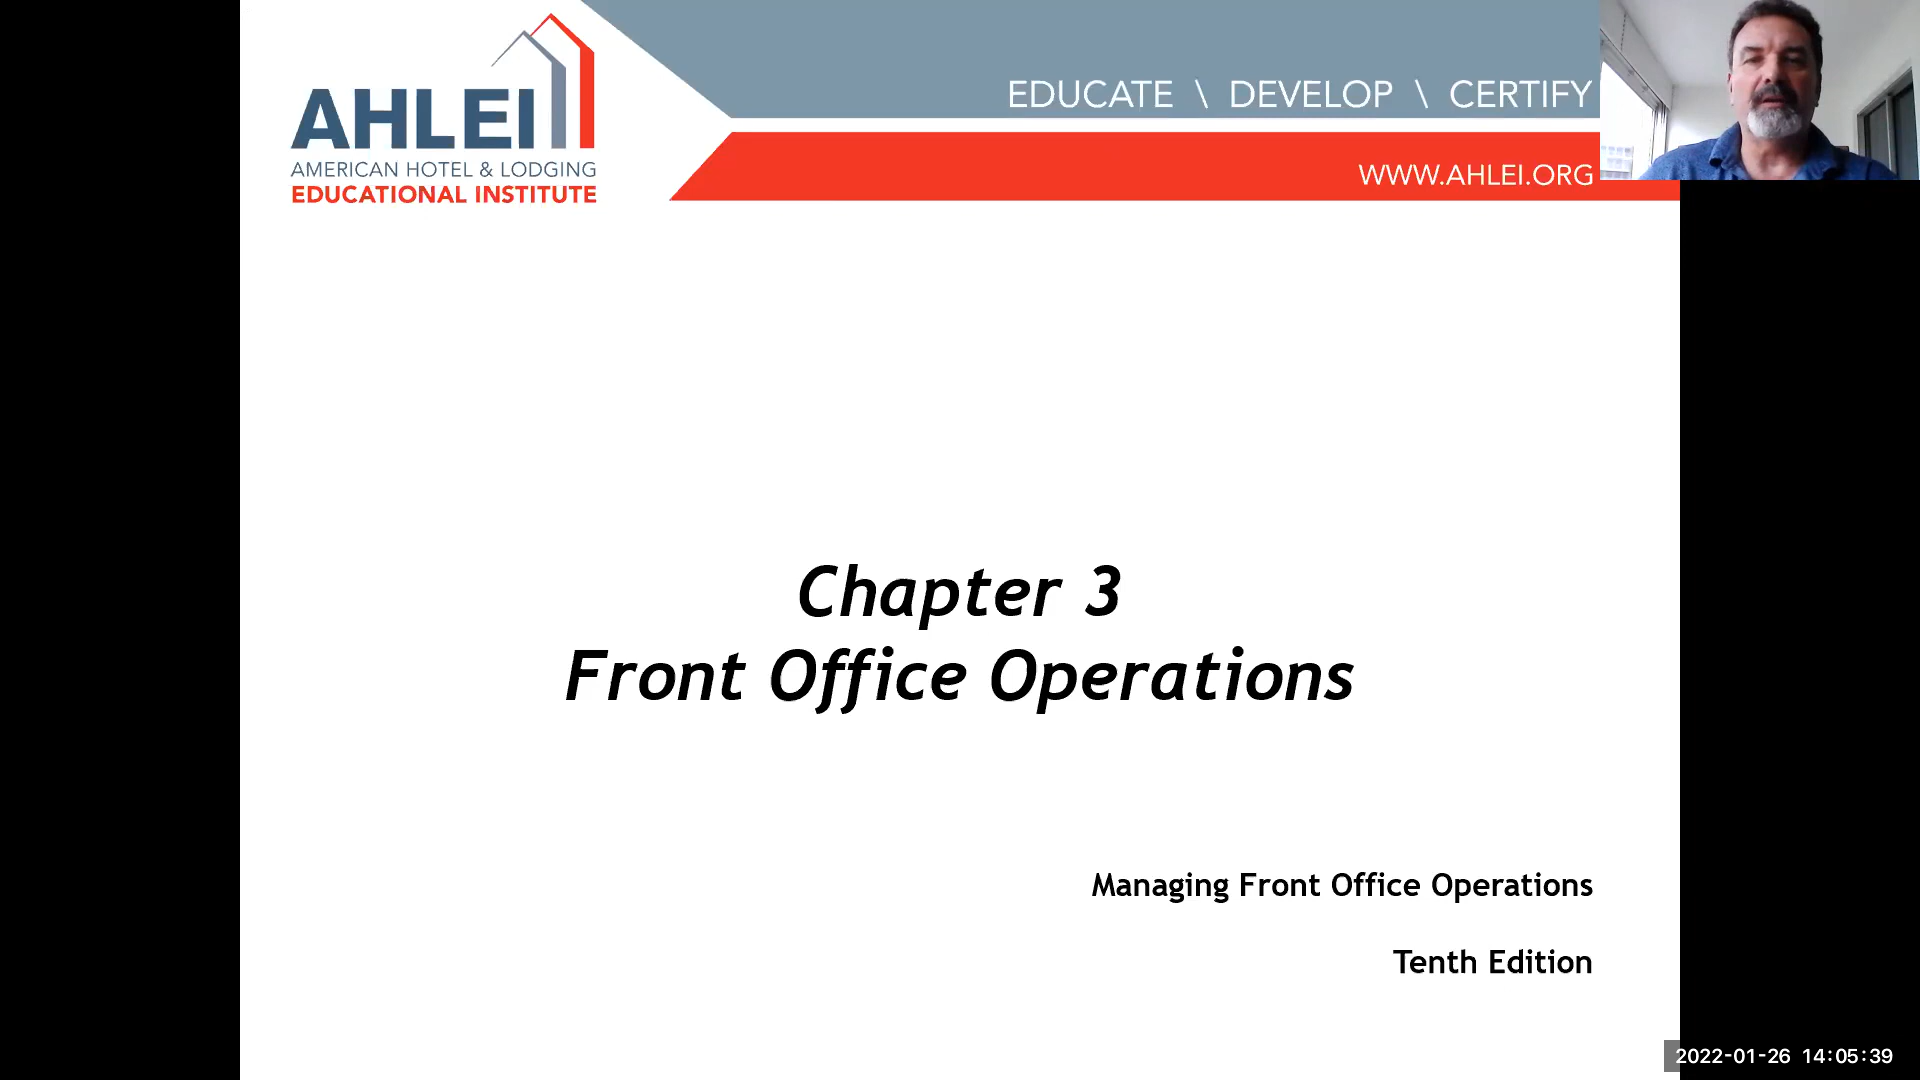 AHLEI
AMERICAN HOTEL & LODGING
EDUCATIONAL INSTITUTE
EDUCATE \ DEVELOP \ CERTIFY
WWW.AHLEI.ORG
Chapter 3
Front Office Operations
Managing Front Office Operations
Tenth Edition
2022-01-26 14:05:39